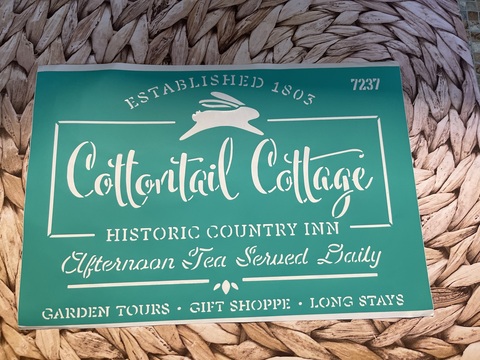 ESTABLISHED 1803
7237
Cottontail Cottage
HISTORIC COUNTRY INN
Afternoon Tea Served Daily
GARDEN TOURS • GIFT SHOPPE • LONG STAYS